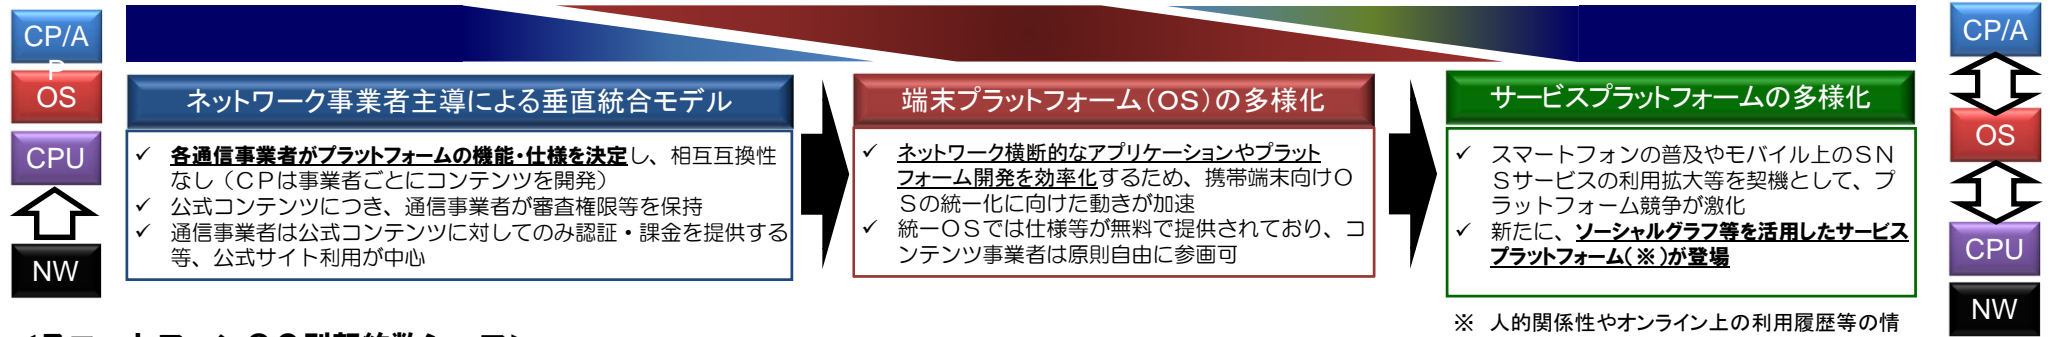 CP/A
P
OS
CPU
NW
ネットワーク事業者主導による垂直統合モデル
✓ 各通信事業者がプラットフォームの機能・仕様を決定し、相互互換性
なし（ＣＰは事業者ごとにコンテンツを開発）
✓ 公式コンテンツにつき、通信事業者が審査権限等を保持
✓ 通信事業者は公式コンテンツに対してのみ認証・課金を提供する
等、公式サイト利用が中心
端末プラットフォーム（OS）の多様化
✓ ネットワーク横断的なアプリケーションやプラット
フォーム開発を効率化するため、携帯端末向けＯ
Ｓの統一化に向けた動きが加速
✓ 統一ＯＳでは仕様等が無料で提供されており、コ
ンテンツ事業者は原則自由に参画可
サービスプラットフォームの多様化
✓ スマートフォンの普及やモバイル上のＳＮ
Ｓサービスの利用拡大等を契機として、プ
ラットフォーム競争が激化
✓ 新たに、ソーシャルグラフ等を活用したサービス
プラットフォーム（※）が登場
※ 人的関係性やオンライン上の利用履歴等の情
CP/A
OS
CPU
NW